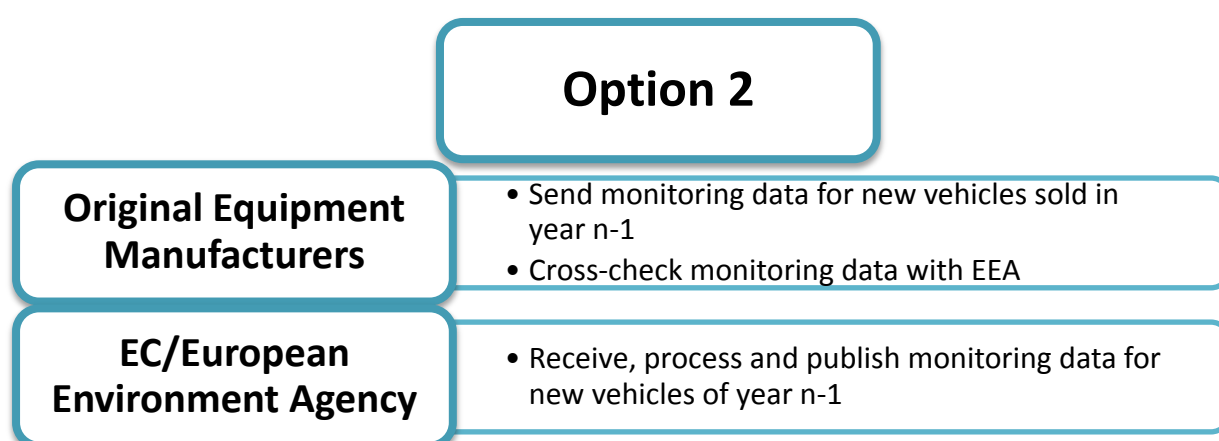 Option 2
Original Equipment
Manufacturers
• Send monitoring data for new vehicles sold in
year n-1
• Cross-check monitoring data with EEA
EC/European
Environment Agency
• Receive, process and publish monitoring data for
new vehicles of year n-1